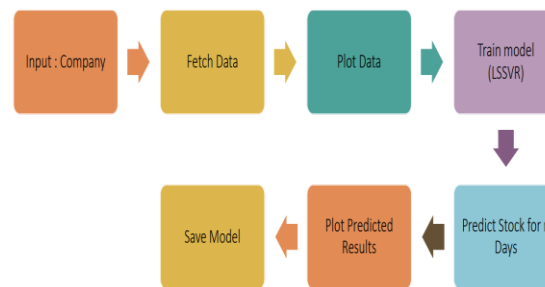 Input : Company
Fetch Data
Plot Data
Train model
(LSSVR)
Predict Stock for
Days
Plot Predicted
Results
Save Model